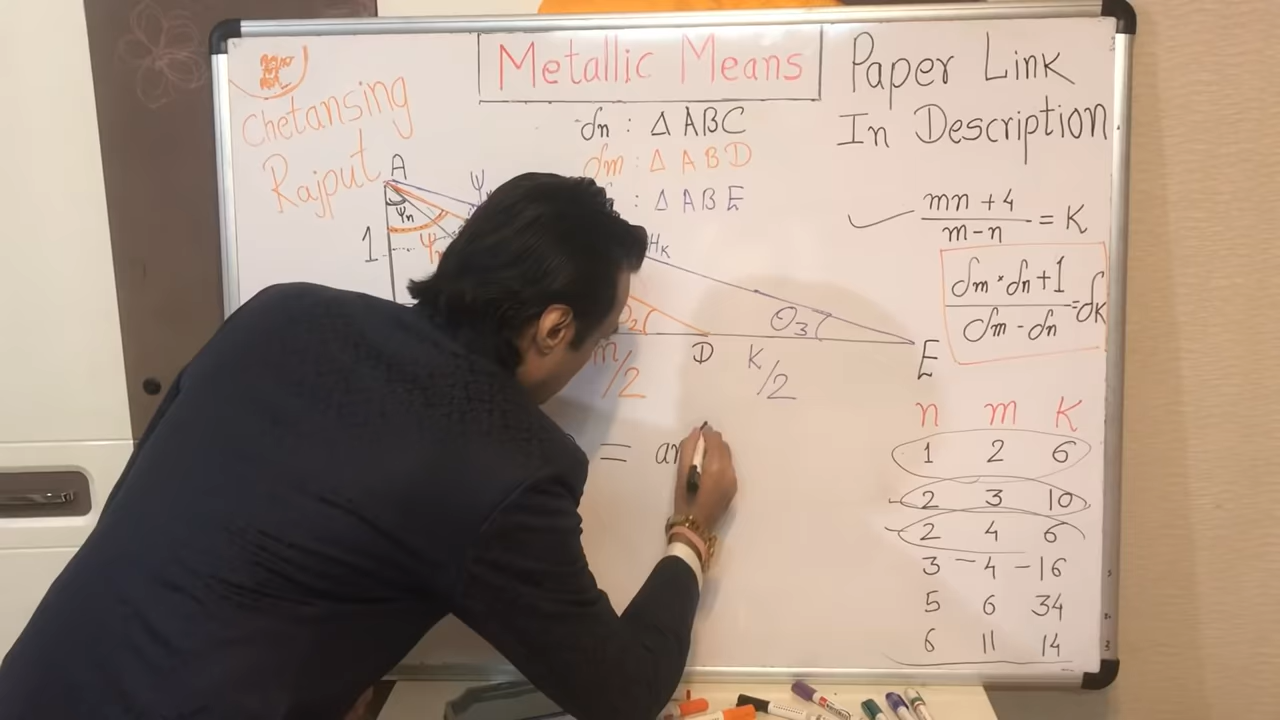 Metallic Means
Paper Link
In Description
Chetansing
Rajput
δn : Δ ABC
δm : Δ ABD
: Δ ABE
A
Ψn
1
Hk
θ3
D
E
m/2
K/2
mn + 4 / m - n = K
δm * δn + 1 / δm - δn = δK
= ar
n m K
1 2 6
2 3 10
2 4 6
3 - 4 - 16
5 6 34
6 11 14